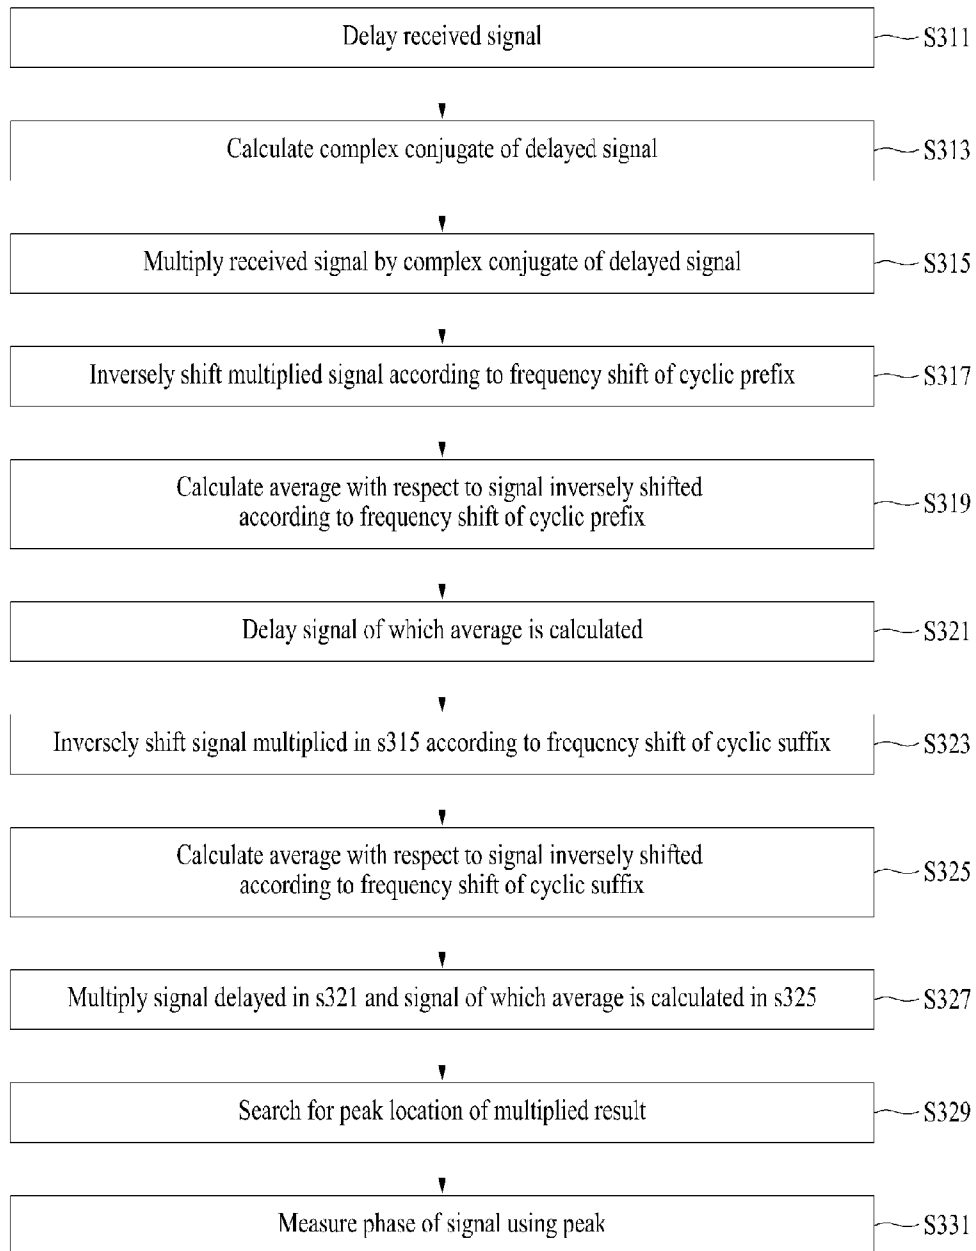 Delay received signal S311
Calculate complex conjugate of delayed signal S313
Multiply received signal by complex conjugate of delayed signal S315
Inversely shift multiplied signal according to frequency shift of cyclic prefix S317
Calculate average with respect to signal inversely shifted
according to frequency shift of cyclic prefix S319
Delay signal of which average is calculated S321
Inversely shift signal multiplied in s315 according to frequency shift of cyclic suffix S323
Calculate average with respect to signal inversely shifted
according to frequency shift of cyclic suffix S325
Multiply signal delayed in s321 and signal of which average is calculated in s325 S327
Search for peak location of multiplied result S329
Measure phase of signal using peak S331